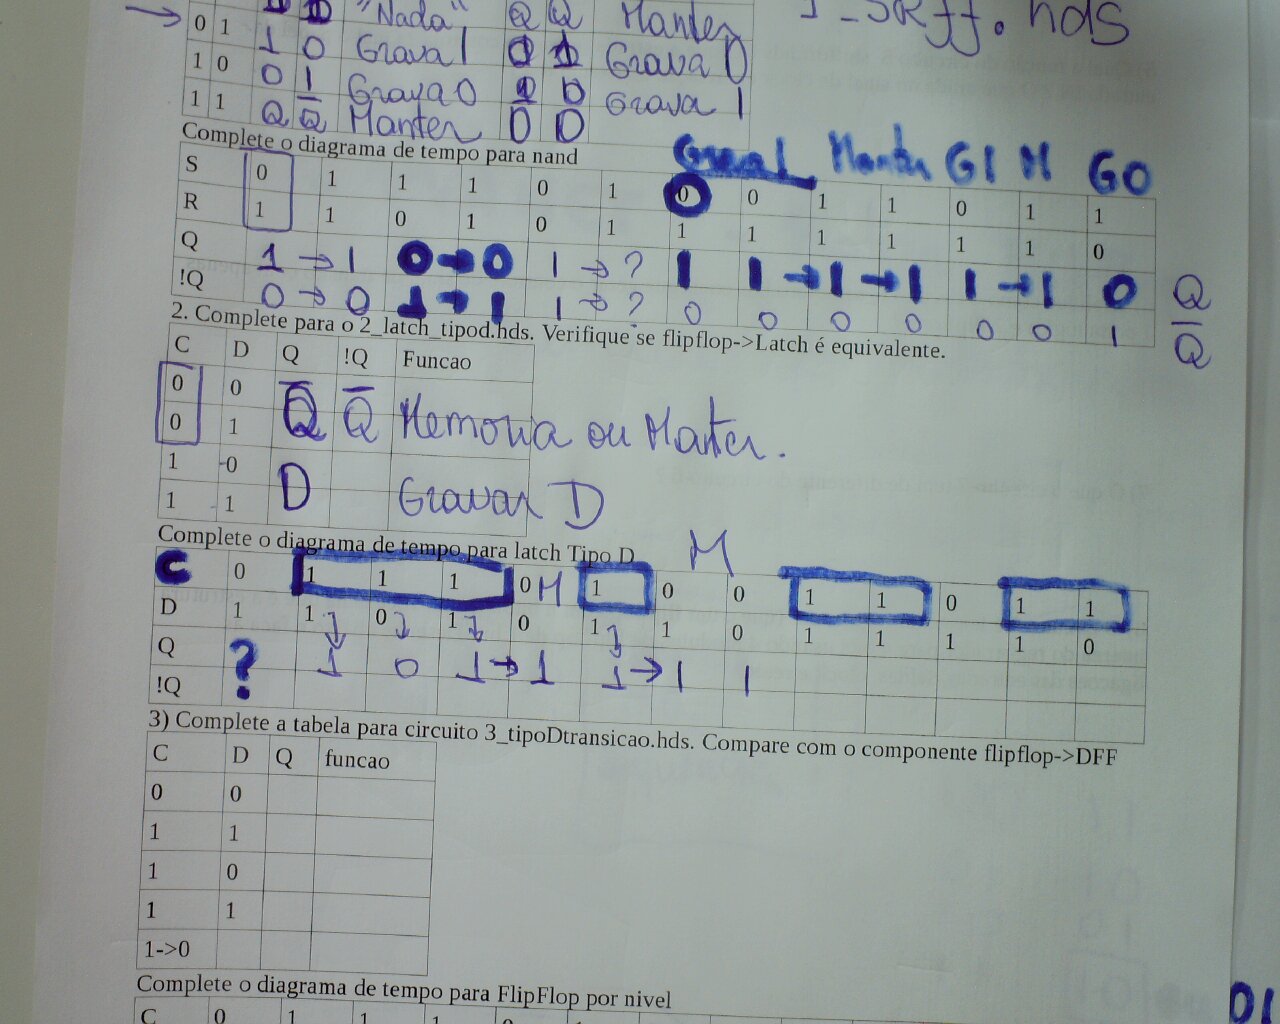 "Nada" Q Q Manter 1_SRff.hds
0 1 1 0 Grava 1 0 1 Grava 0
1 0 0 1 Grava 0 1 0 Grava 1
1 1 Q Q̅ Manter 0 0
Complete o diagrama de tempo para nand
Grava 1 Manter G1 M G0
S 0 1 1 1 0 1 0 0 1 1 0 1 1
R 1 1 0 1 0 1 1 1 1 1 1 1 0
Q 1 → 1 0 → 0 1 → ? 1 1 → 1 → 1 1 → 1 0 Q
!Q 0 → 0 1 → 1 1 → ? 0 0 0 0 0 0 1 Q̅
2. Complete para o 2_latch_tipod.hds. Verifique se flipflop->Latch é equivalente.
C D Q !Q Funcao
0 0 Q̅ Q̅ Memoria ou Manter.
0 1
1 0 D Gravar D
1 1
Complete o diagrama de tempo para latch Tipo D M
C 0 1 1 1 0 M 1 0 0 1 1 0 1 1
D 1 1 0 1 0 1 1 0 1 1 1 1 0
Q ? 1 0 1 → 1 1 → 1 1
!Q
3) Complete a tabela para circuito 3_tipoDtransicao.hds. Compare com o componente flipflop->DFF
C D Q funcao
0 0
1 1
1 0
1 1
1->0
Complete o diagrama de tempo para FlipFlop por nivel
01
C 0 1 1 1 0 1